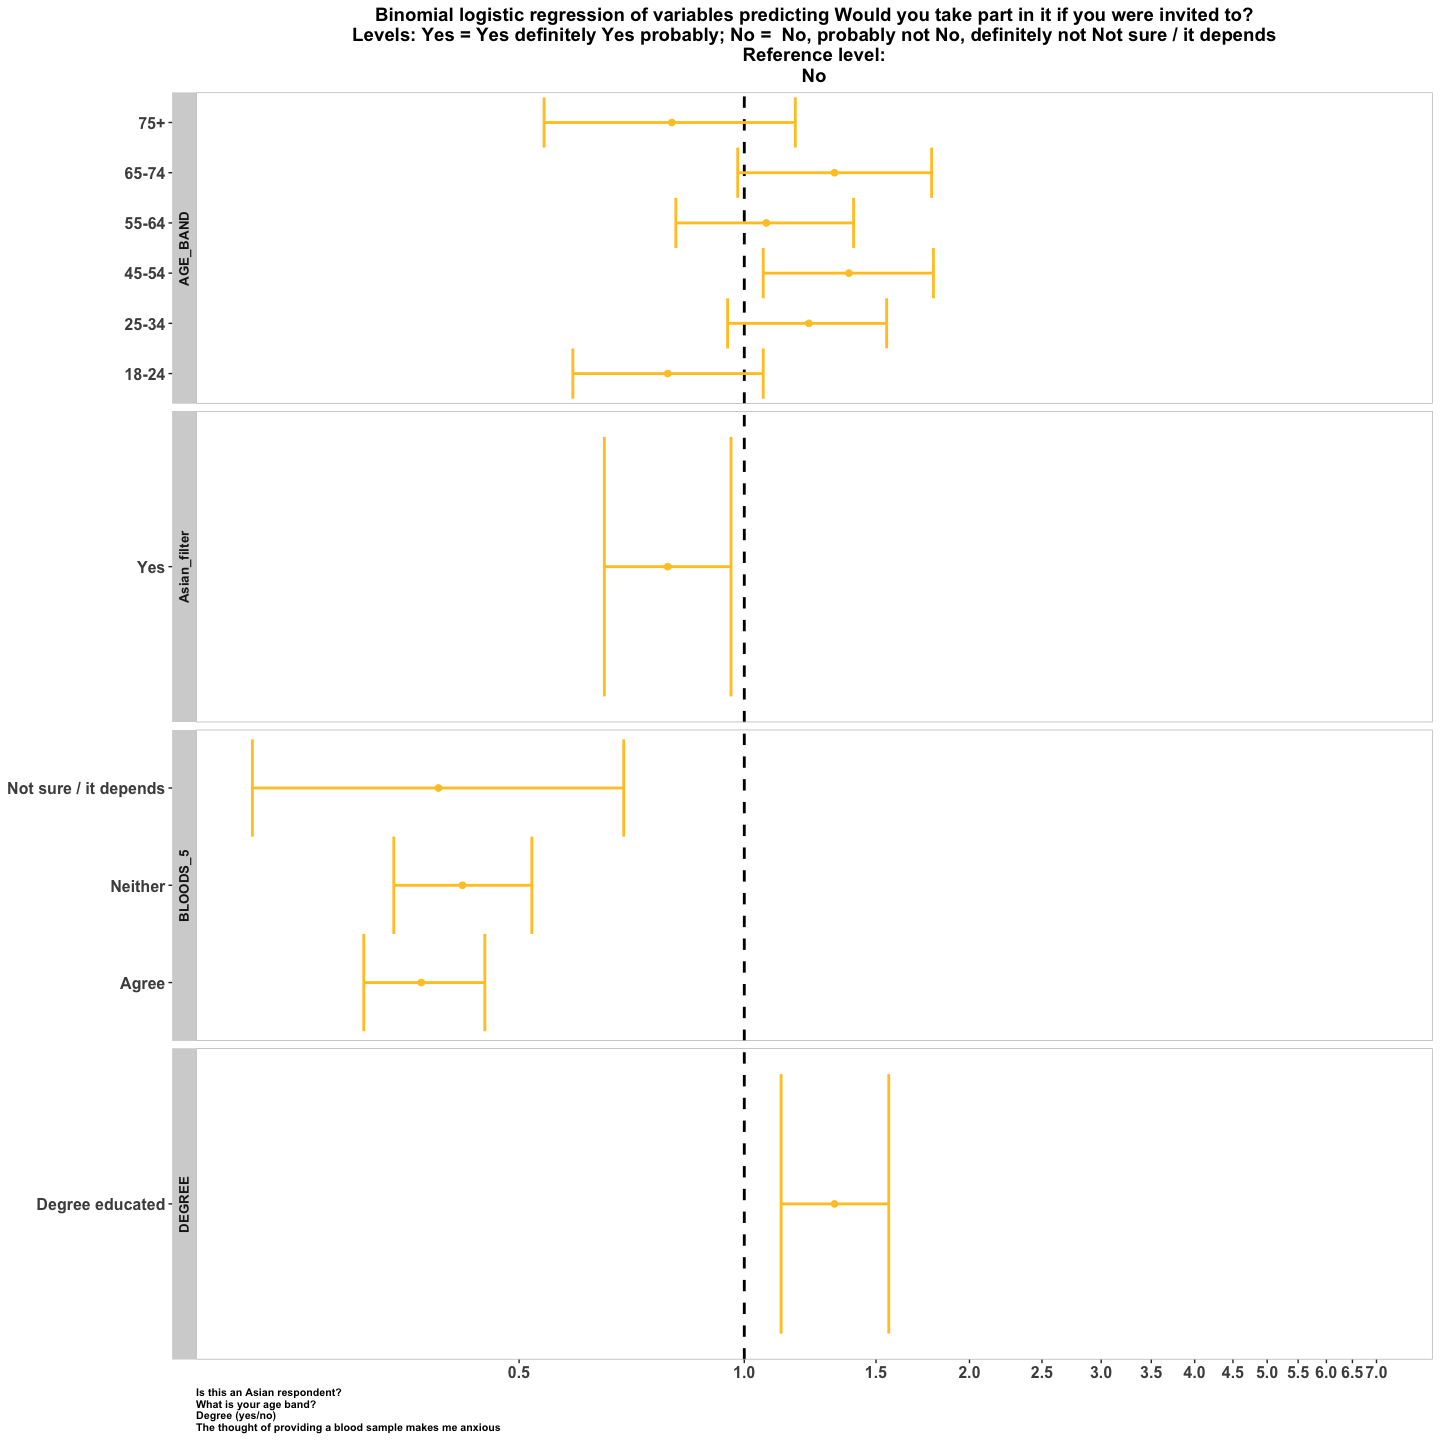 Binomial logistic regression of variables predicting Would you take part in it if you were invited to?
Levels: Yes = Yes definitely Yes probably; No =  No, probably not No, definitely not Not sure / it depends
Reference level:
No
AGE_BAND
75+
65-74
55-64
45-54
25-34
18-24
Asian_filter
Yes
BLOODS_5
Not sure / it depends
Neither
Agree
DEGREE
Degree educated
0.5 1.0 1.5 2.0 2.5 3.0 3.5 4.0 4.5 5.0 5.5 6.0 6.5 7.0
Is this an Asian respondent?
What is your age band?
Degree (yes/no)
The thought of providing a blood sample makes me anxious